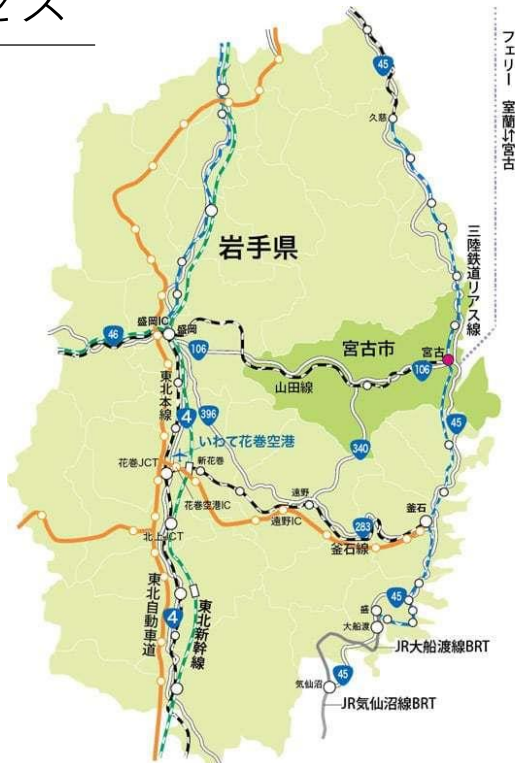 セス
フェリー 室蘭⇅宮古
45
久慈
岩手県
三陸鉄道リアス線
盛岡IC
盛岡
46
106
宮古市
宮古
106
山田線
東北本線
4
396
45
いわて花巻空港
340
花巻JCT
新花巻
花巻空港IC
遠野
遠野IC
283
釜石
釜石線
北上JCT
東北自動車道
4
東北新幹線
盛
45
大船渡
JR大船渡線BRT
45
気仙沼
JR気仙沼線BRT